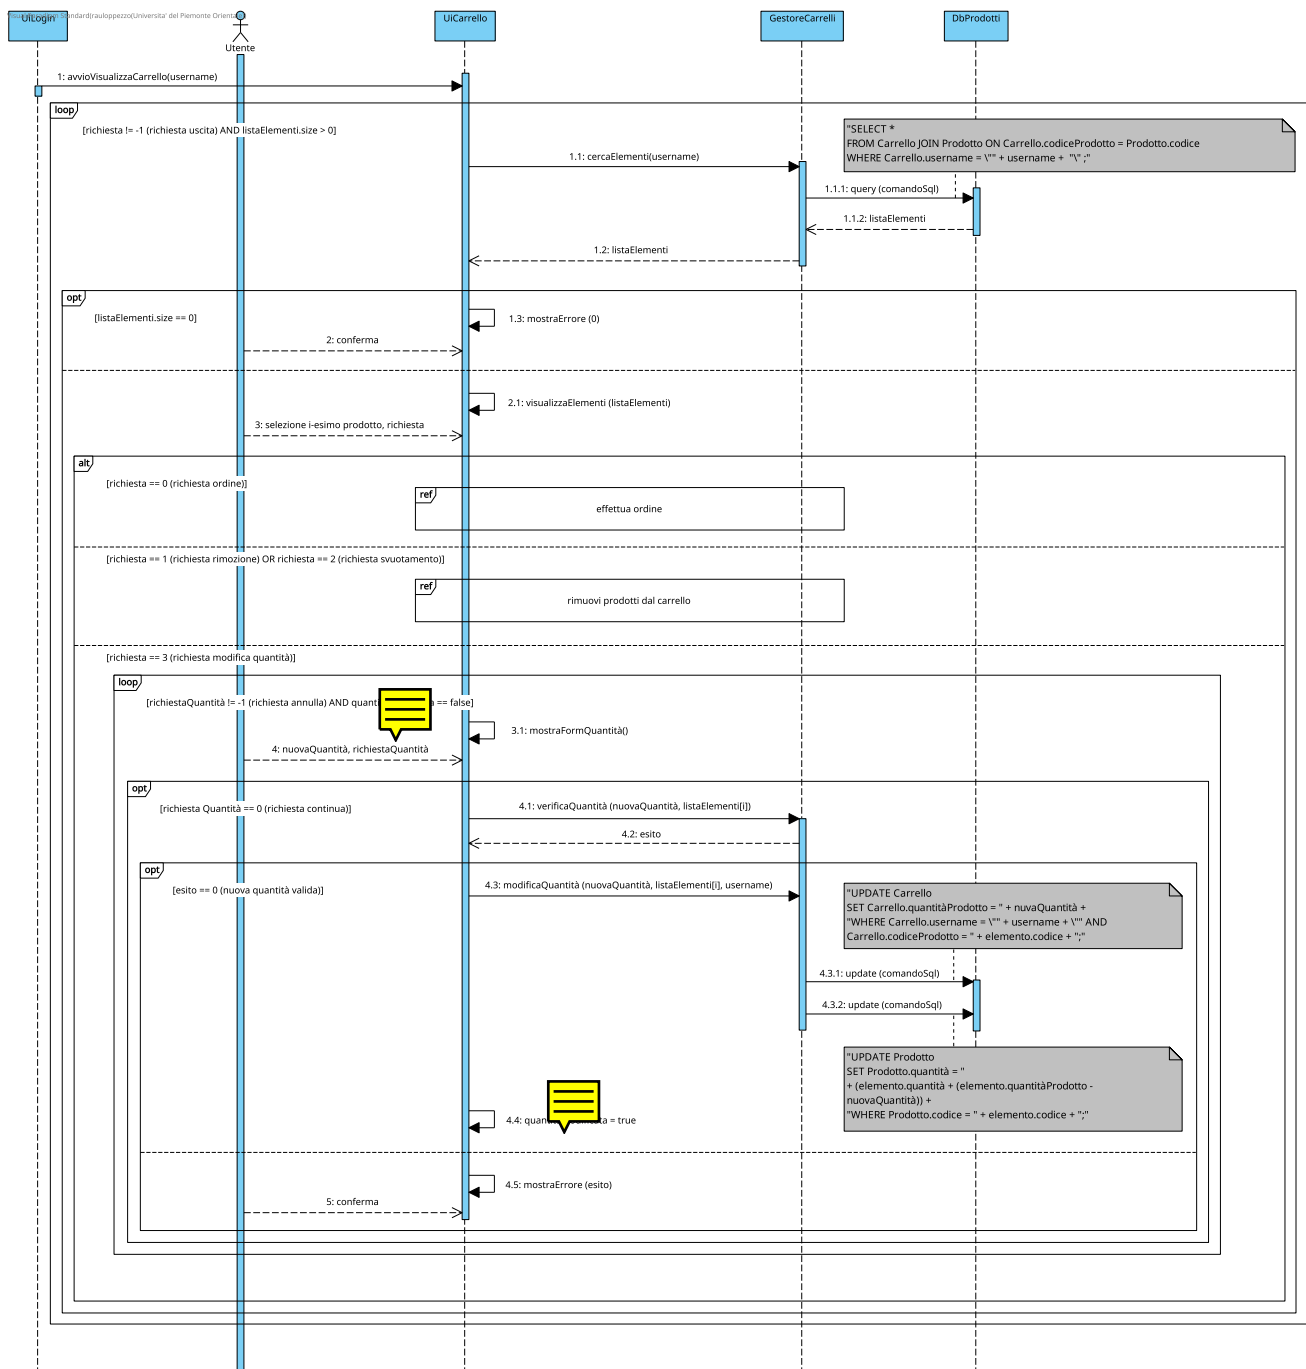 UiLogin
Standard(rauloppezzo(Universita' del Piemonte Orientale
Utente
UiCarrello
GestoreCarrelli
DbProdotti
1: avvioVisualizzaCarrello(username)
loop
[richiesta != -1 (richiesta uscita) AND listaElementi.size > 0]
"SELECT *
FROM Carrello JOIN Prodotto ON Carrello.codiceProdotto = Prodotto.codice
WHERE Carrello.username = \"" + username + "\" ;"
1.1: cercaElementi(username)
1.1.1: query (comandoSql)
1.1.2: listaElementi
1.2: listaElementi
opt
[listaElementi.size == 0]
1.3: mostraErrore (0)
2: conferma
2.1: visualizzaElementi (listaElementi)
3: selezione i-esimo prodotto, richiesta
alt
[richiesta == 0 (richiesta ordine)]
ref
effettua ordine
[richiesta == 1 (richiesta rimozione) OR richiesta == 2 (richiesta svuotamento)]
ref
rimuovi prodotti dal carrello
[richiesta == 3 (richiesta modifica quantità)]
loop
[richiestaQuantità != -1 (richiesta annulla) AND == false]
3.1: mostraFormQuantità()
4: nuovaQuantità, richiestaQuantità
opt
[richiesta Quantità == 0 (richiesta continua)]
4.1: verificaQuantità (nuovaQuantità, listaElementi[i])
4.2: esito
opt
[esito == 0 (nuova quantità valida)]
4.3: modificaQuantità (nuovaQuantità, listaElementi[i], username)
"UPDATE Carrello
SET Carrello.quantitàProdotto = " + nuvaQuantità +
"WHERE Carrello.username = \"" + username + \"" AND
Carrello.codiceProdotto = " + elemento.codice + ";"
4.3.1: update (comandoSql)
4.3.2: update (comandoSql)
"UPDATE Prodotto
SET Prodotto.quantità = "
+ (elemento.quantità + (elemento.quantitàProdotto -
nuovaQuantità)) +
"WHERE Prodotto.codice = " + elemento.codice + ";"
4.4: = true
4.5: mostraErrore (esito)
5: conferma